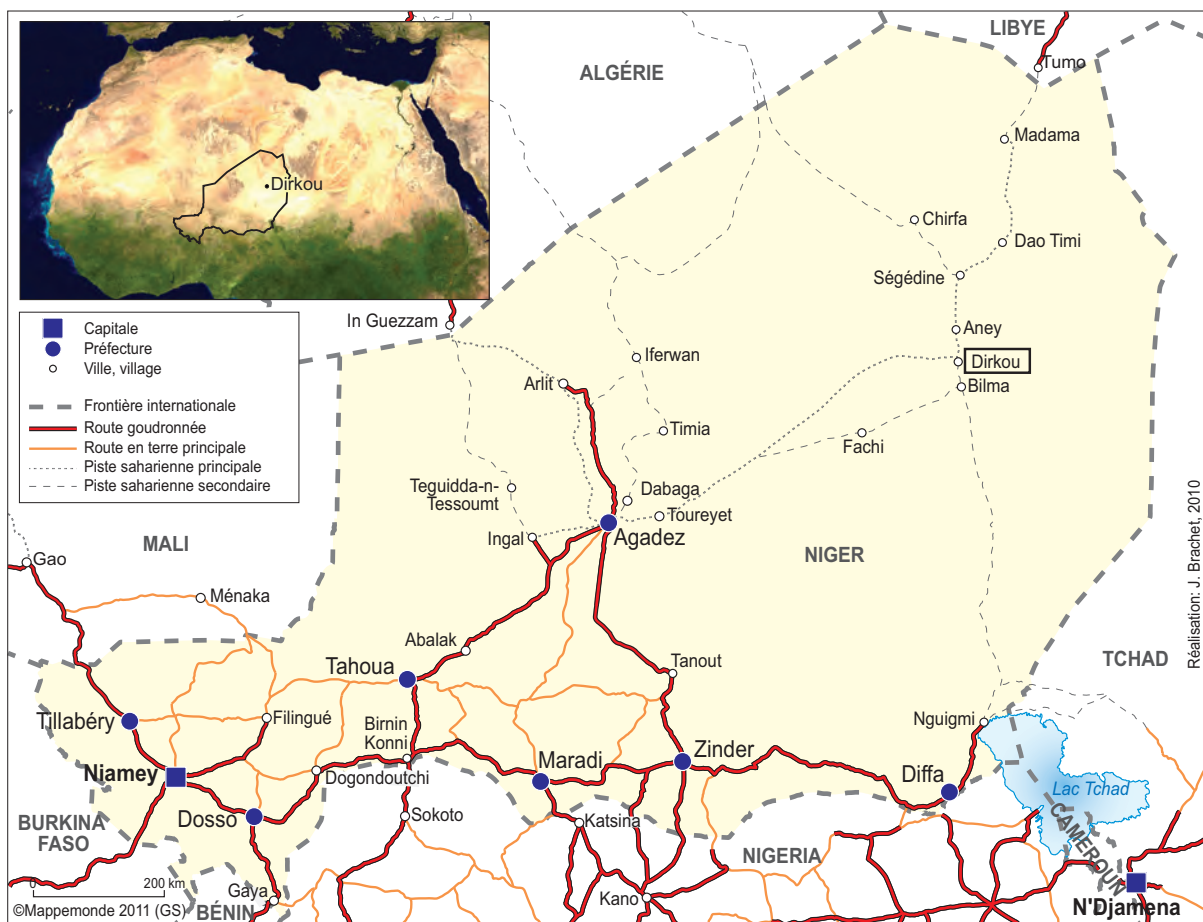 LIBYE
ALGÉRIE
Tumo
Madama
Dirkou
Chirfa
Dao Timi
Ségédine
In Guezzam
Aney
Iferwan
Dirkou
Arlit
Bilma
Capitale
Préfecture
Ville, village
Frontière internationale
Route goudronnée
Route en terre principale
Piste saharienne principale
Piste saharienne secondaire
Timia
Fachi
Teguidda-n-
Tessoumt
Dabaga
Toureyet
Ingal
Agadez
MALI
NIGER
Gao
Ménaka
Abalak
Tahoua
Tanout
TCHAD
Tillabéry
Filingué
Birnin
Konni
Nguigmi
Niamey
Dogondoutchi
Maradi
Zinder
Diffa
Lac Tchad
Dosso
Sokoto
Katsina
BURKINA
FASO
NIGERIA
CAMEROUN
0 200 km
Gaya
Kano
BÉNIN
N'Djamena
©Mappemonde 2011 (GS)
Réalisation: J. Brachet, 2010